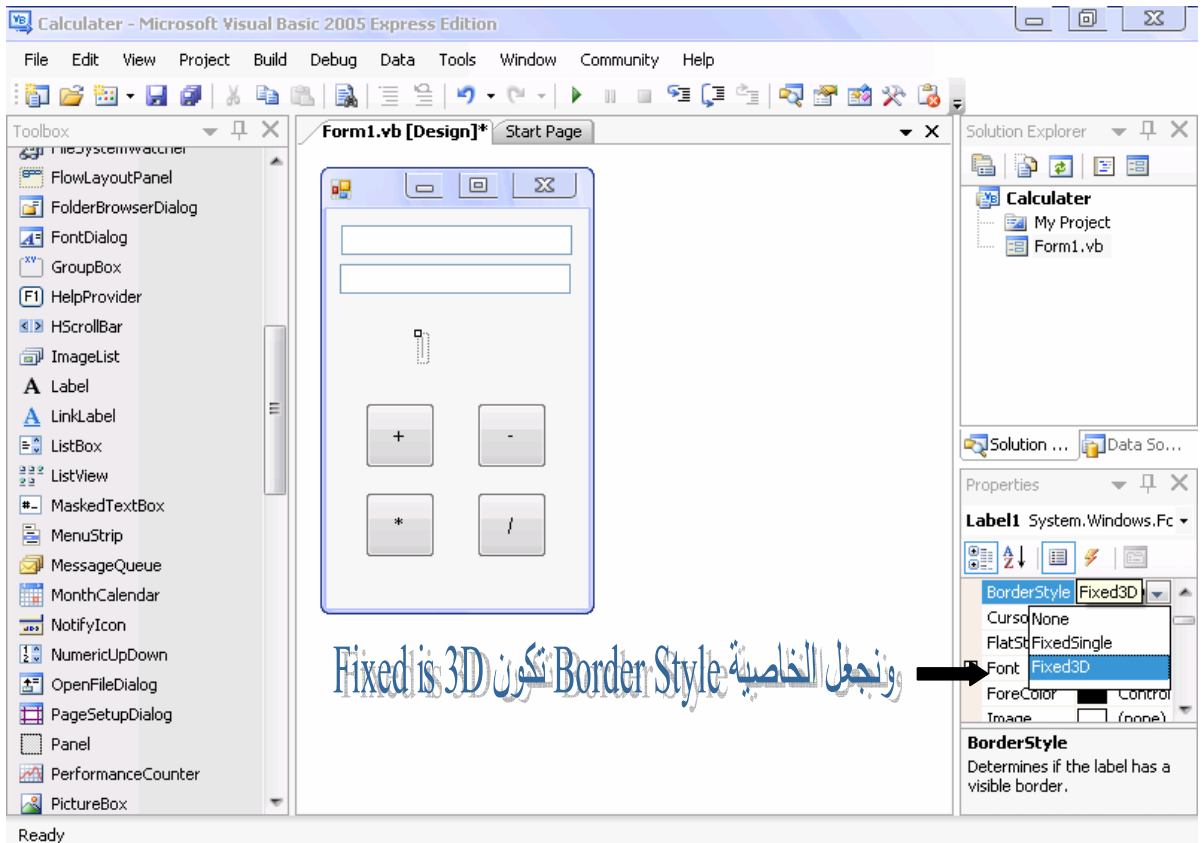 Calculater - Microsoft Visual Basic 2005 Express Edition
File Edit View Project Build Debug Data Tools Window Community Help
Toolbox
FileSystemWatcher
FlowLayoutPanel
FolderBrowserDialog
FontDialog
GroupBox
HelpProvider
HScrollBar
ImageList
Label
LinkLabel
ListBox
ListView
MaskedTextBox
MenuStrip
MessageQueue
MonthCalendar
NotifyIcon
NumericUpDown
OpenFileDialog
PageSetupDialog
Panel
PerformanceCounter
PictureBox
Form1.vb [Design]* Start Page
+ -
* /
ونجعل الخاصية Border Style تكون Fixed is 3D
Solution Explorer
Calculater
My Project
Form1.vb
Solution ... Data So...
Properties
Label1 System.Windows.Fc
BorderStyle Fixed3D
None
Curso
FixedSingle
FlatSt
Fixed3D
Font
ForeColor Control
Image (none)
BorderStyle
Determines if the label has a
visible border.
Ready